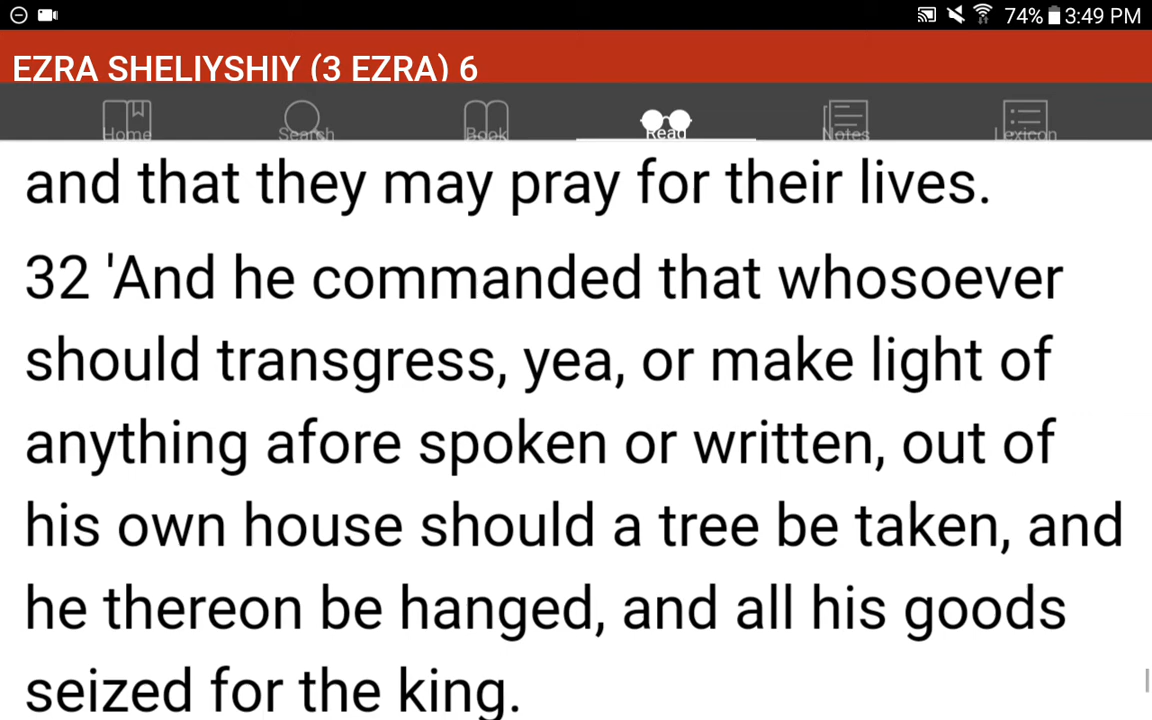 74% 3:49 PM
EZRA SHELIYSHIY (3 EZRA) 6
Home Search Book Read Notes Lexicon
and that they may pray for their lives.
32 'And he commanded that whosoever
should transgress, yea, or make light of
anything afore spoken or written, out of
his own house should a tree be taken, and
he thereon be hanged, and all his goods
seized for the king.